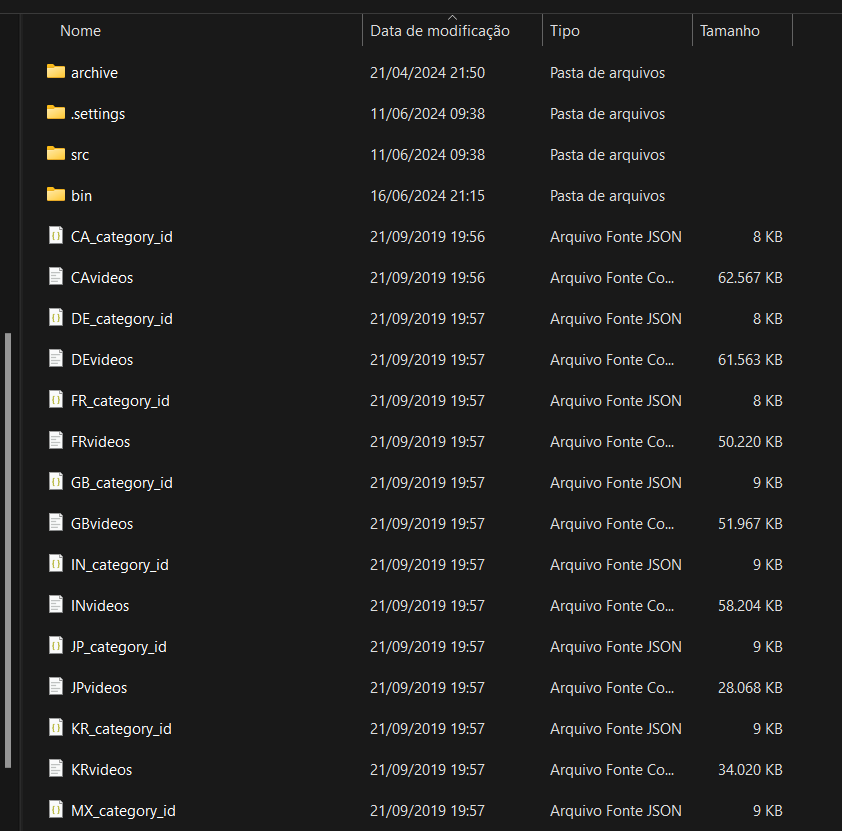 Nome Data de modificação Tipo Tamanho
archive 21/04/2024 21:50 Pasta de arquivos
.settings 11/06/2024 09:38 Pasta de arquivos
src 11/06/2024 09:38 Pasta de arquivos
bin 16/06/2024 21:15 Pasta de arquivos
CA_category_id 21/09/2019 19:56 Arquivo Fonte JSON 8 KB
CAvideos 21/09/2019 19:56 Arquivo Fonte Co... 62.567 KB
DE_category_id 21/09/2019 19:57 Arquivo Fonte JSON 8 KB
DEvideos 21/09/2019 19:57 Arquivo Fonte Co... 61.563 KB
FR_category_id 21/09/2019 19:57 Arquivo Fonte JSON 8 KB
FRvideos 21/09/2019 19:57 Arquivo Fonte Co... 50.220 KB
GB_category_id 21/09/2019 19:57 Arquivo Fonte JSON 9 KB
GBvideos 21/09/2019 19:57 Arquivo Fonte Co... 51.967 KB
IN_category_id 21/09/2019 19:57 Arquivo Fonte JSON 9 KB
INvideos 21/09/2019 19:57 Arquivo Fonte Co... 58.204 KB
JP_category_id 21/09/2019 19:57 Arquivo Fonte JSON 9 KB
JPvideos 21/09/2019 19:57 Arquivo Fonte Co... 28.068 KB
KR_category_id 21/09/2019 19:57 Arquivo Fonte JSON 9 KB
KRvideos 21/09/2019 19:57 Arquivo Fonte Co... 34.020 KB
MX_category_id 21/09/2019 19:57 Arquivo Fonte JSON 9 KB